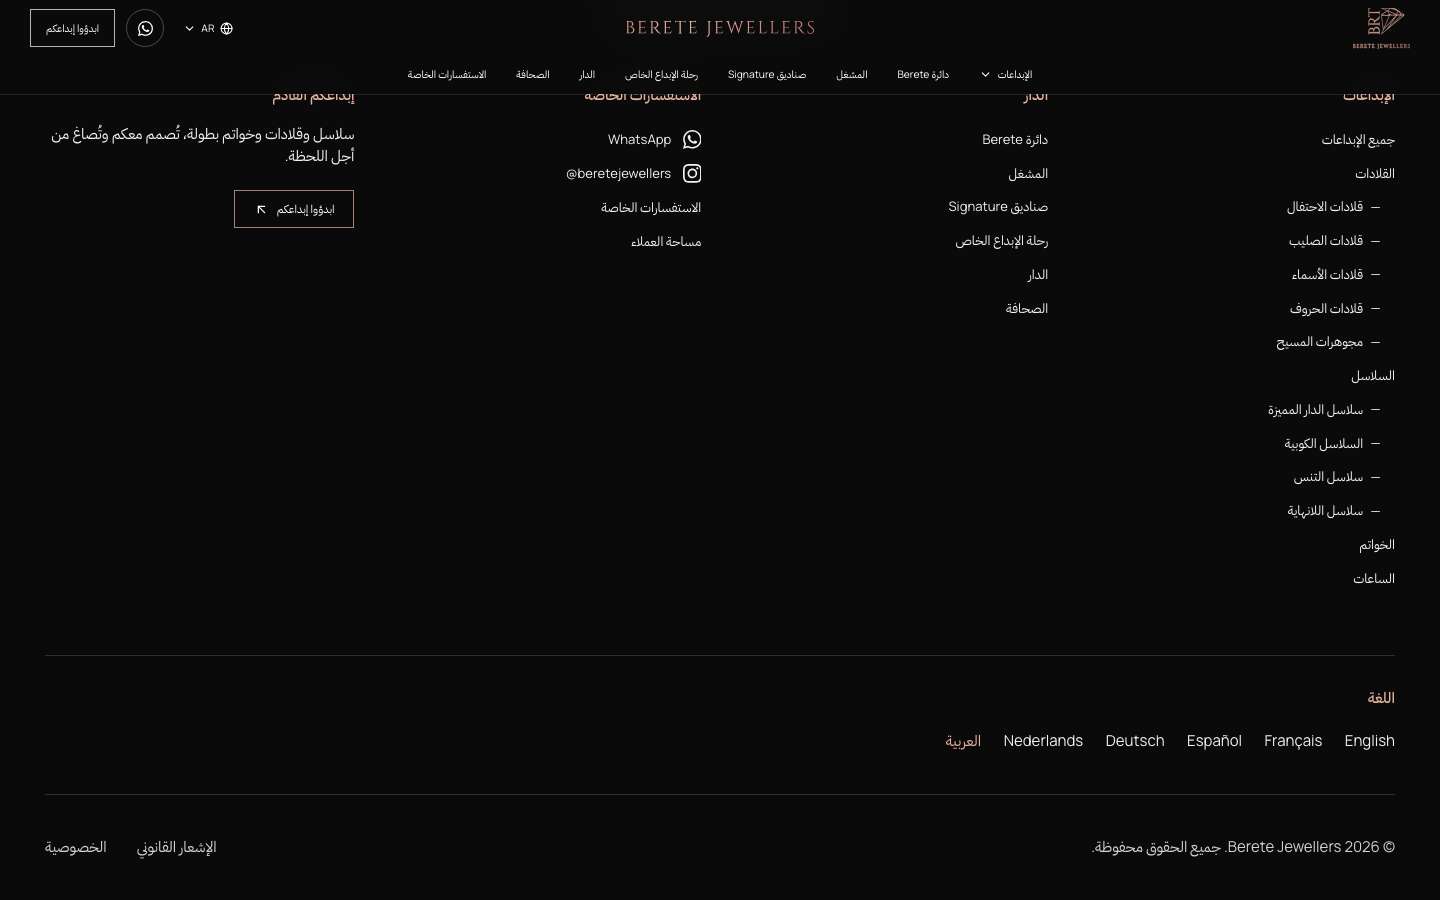 BRT
BERETE JEWELLERS
BERETE JEWELLERS
AR
ابدؤوا إبداعكم
الإبداعات
دائرة Berete
المشغل
صناديق Signature
رحلة الإبداع الخاص
الدار
الصحافة
الاستفسارات الخاصة
الإبداعات
جميع الإبداعات
القلادات
— قلادات الاحتفال
— قلادات الصليب
— قلادات الأسماء
— قلادات الحروف
— مجوهرات المسيح
السلاسل
— سلاسل الدار المميزة
— السلاسل الكوبية
— سلاسل التنس
— سلاسل اللانهاية
الخواتم
الساعات
الدار
دائرة Berete
المشغل
صناديق Signature
رحلة الإبداع الخاص
الدار
الصحافة
الاستفسارات الخاصة
WhatsApp
@beretejewellers
الاستفسارات الخاصة
مساحة العملاء
إبداعكم القادم
سلاسل وقلادات وخواتم بطولة، تُصمم معكم وتُصاغ من
أجل اللحظة.
ابدؤوا إبداعكم
اللغة
English
Français
Español
Deutsch
Nederlands
العربية
© 2026 Berete Jewellers. جميع الحقوق محفوظة.
الإشعار القانوني
الخصوصية